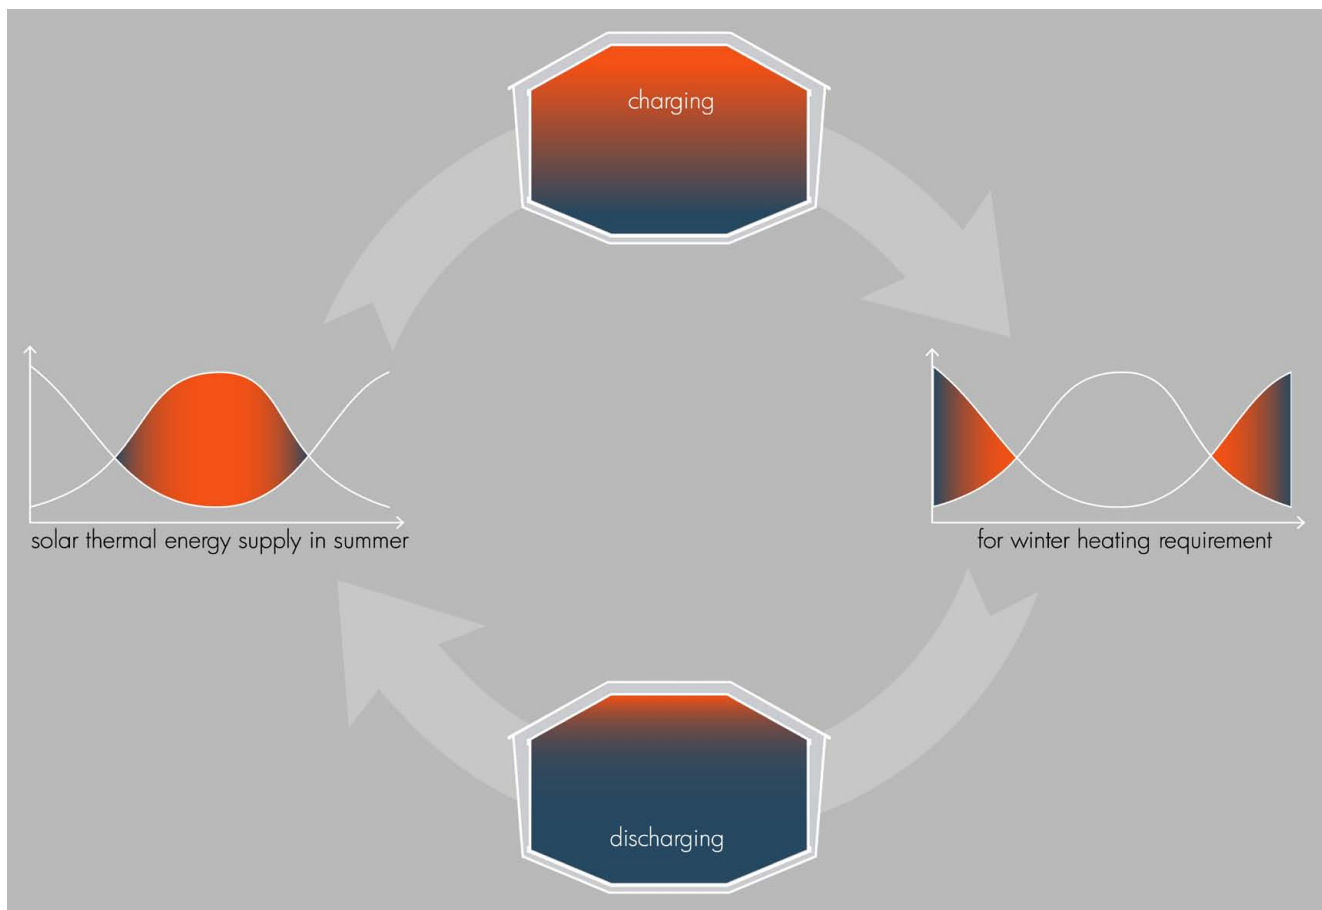 charging
solar thermal energy supply in summer
for winter heating requirement
discharging